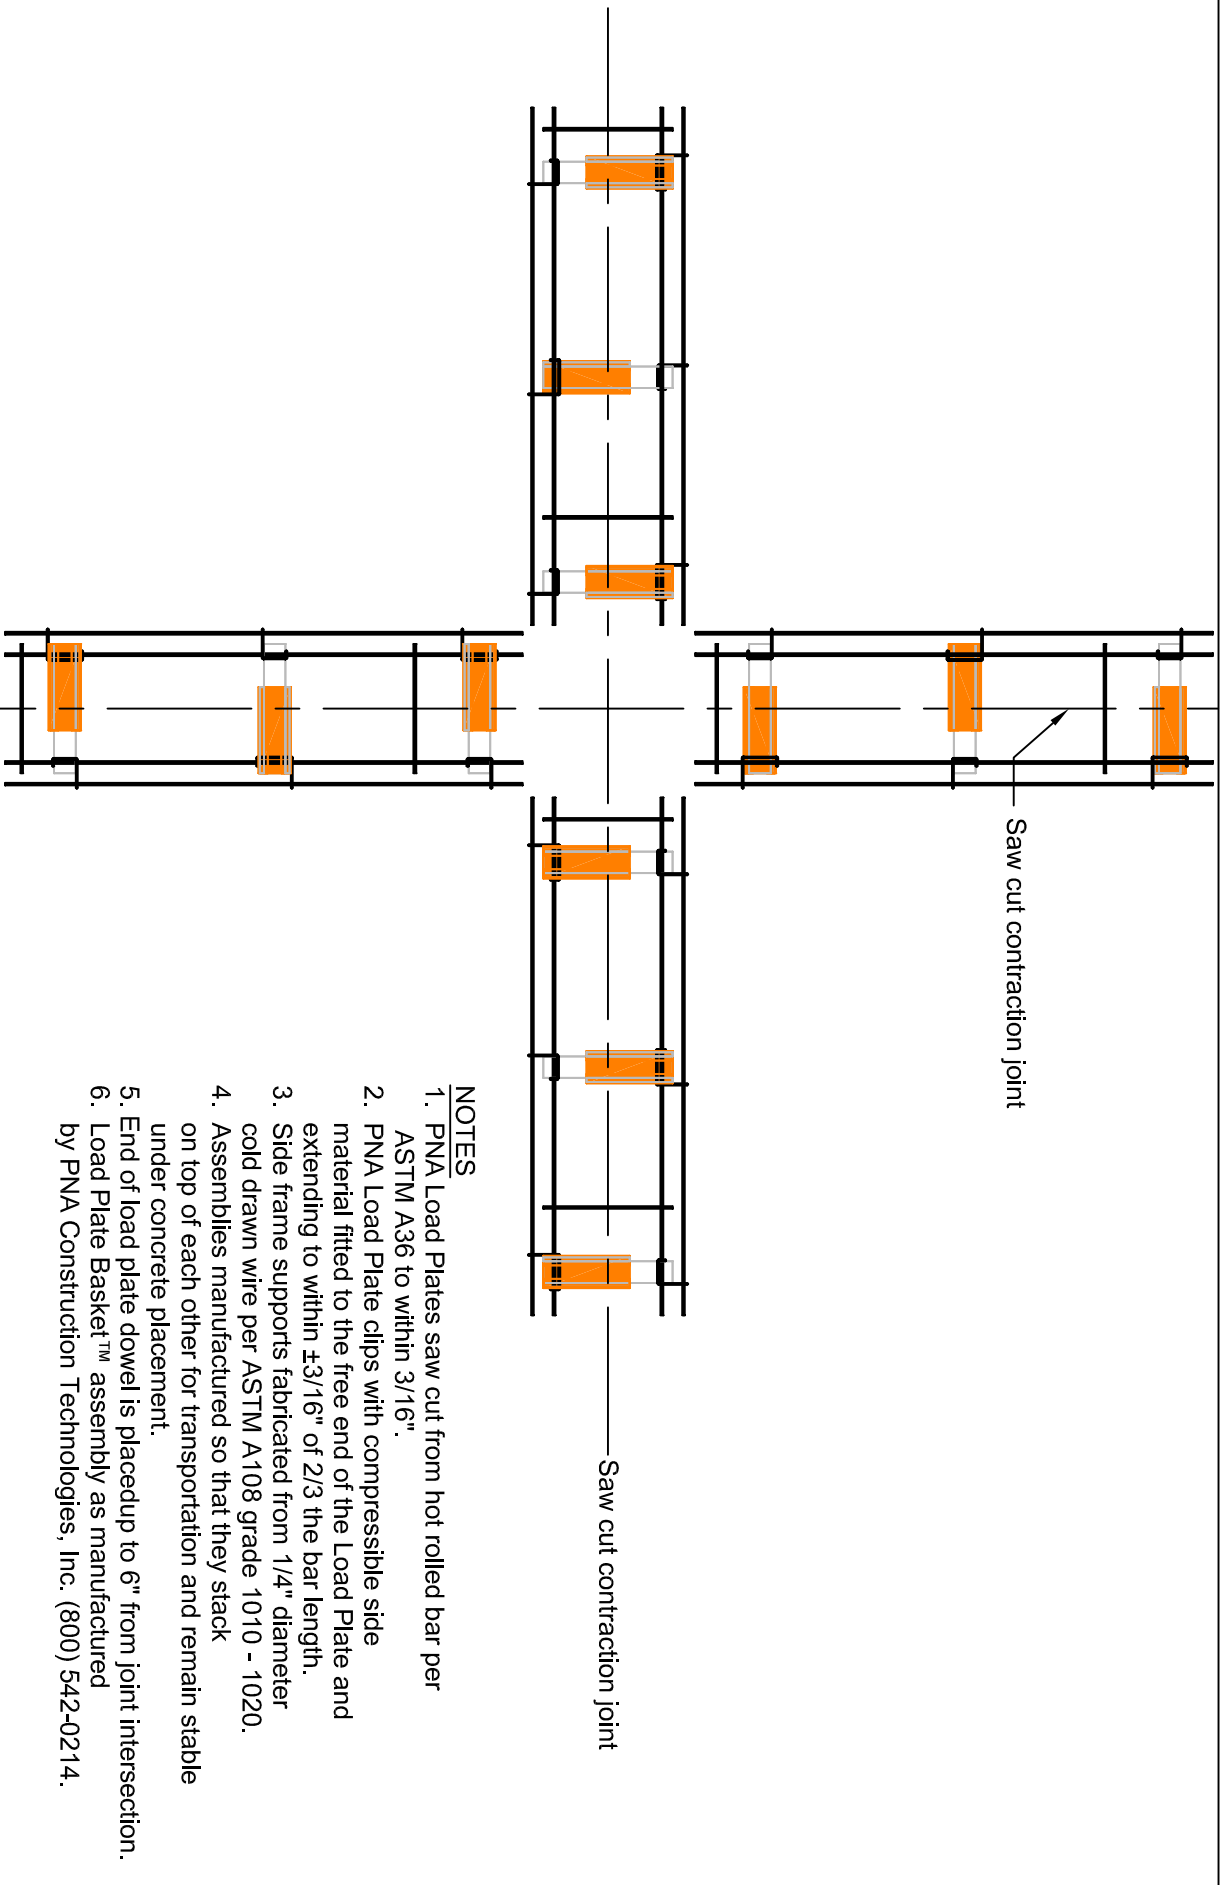 Saw cut contraction joint
Saw cut contraction joint
NOTES
1. PNA Load Plates saw cut from hot rolled bar per
ASTM A36 to within 3/16".
2. PNA Load Plate clips with compressible side
material fitted to the free end of the Load Plate and
extending to within ±3/16" of 2/3 the bar length.
3. Side frame supports fabricated from 1/4" diameter
cold drawn wire per ASTM A108 grade 1010 - 1020.
4. Assemblies manufactured so that they stack
on top of each other for transportation and remain stable
under concrete placement.
5. End of load plate dowel is placedup to 6" from joint intersection.
6. Load Plate Basket™ assembly as manufactured
by PNA Construction Technologies, Inc. (800) 542-0214.